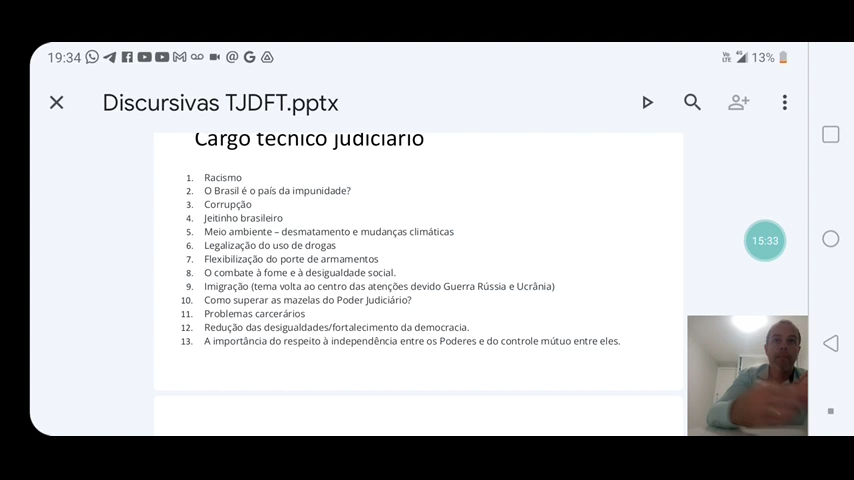 19:34
13%
Discursivas TJDFT.pptx
Cargo técnico judiciário
1. Racismo
2. O Brasil é o país da impunidade?
3. Corrupção
4. Jeitinho brasileiro
5. Meio ambiente – desmatamento e mudanças climáticas
6. Legalização do uso de drogas
7. Flexibilização do porte de armamentos
8. O combate à fome e à desigualdade social.
9. Imigração (tema volta ao centro das atenções devido Guerra Rússia e Ucrânia)
10. Como superar as mazelas do Poder Judiciário?
11. Problemas carcerários
12. Redução das desigualdades/fortalecimento da democracia.
13. A importância do respeito à independência entre os Poderes e do controle mútuo entre eles.
15:33